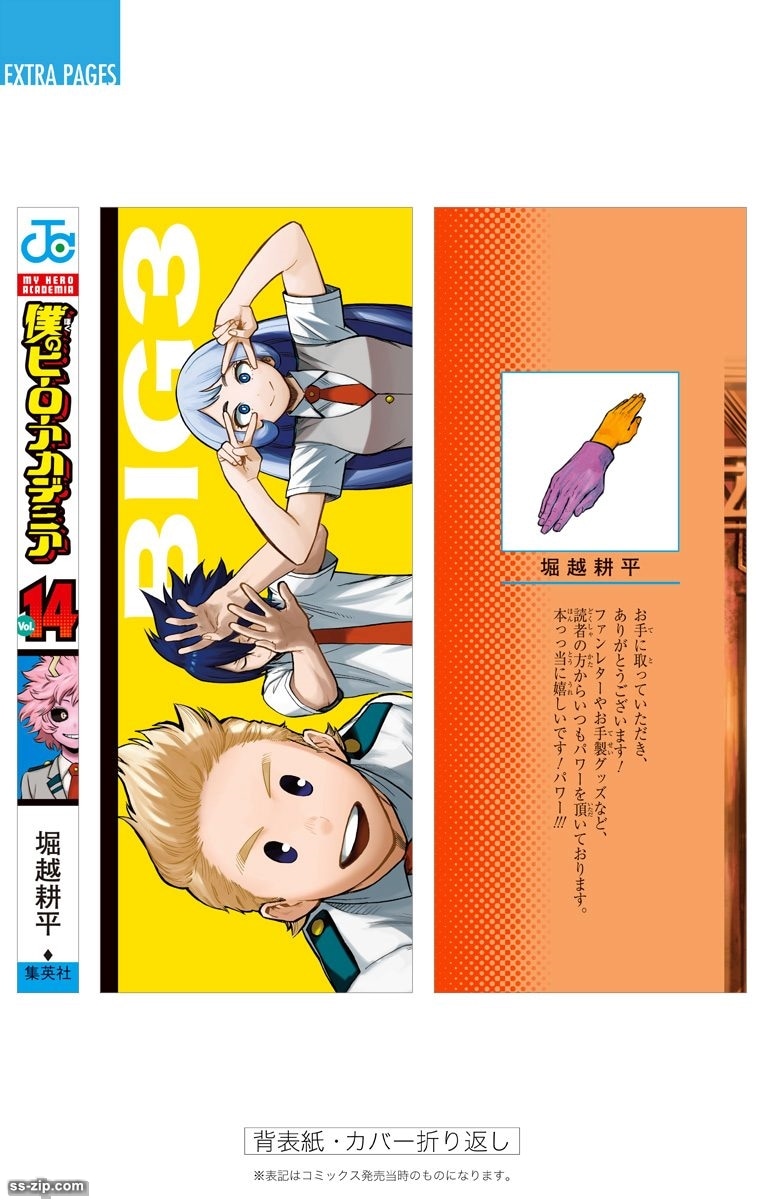 EXTRA PAGES
JC
MY HERO
ACADEMIA
僕のヒーローアカデミア
ぼく
Vol.14
堀越耕平
集英社
BIG3
堀越耕平
お手に取っていただき、
ありがとうございます!
ファンレターやお手製グッズなど、
読者の方からいつもパワーを頂いております。
本っっ当に嬉しいです!パワー!!!
背表紙・カバー折り返し
※表記はコミックス発売当時のものになります。
ss-zip.com